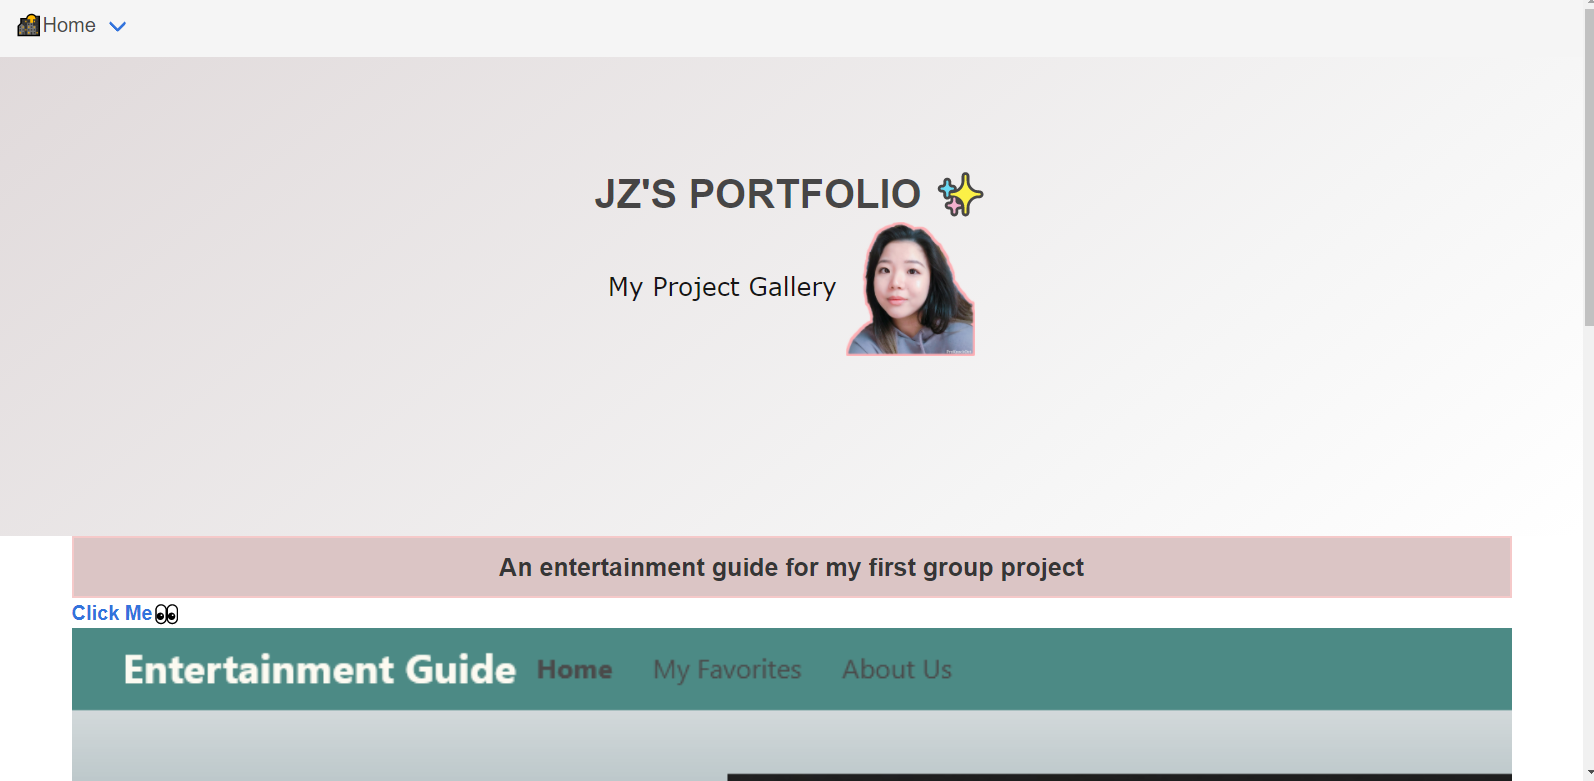 Home
JZ'S PORTFOLIO ✨
My Project Gallery
An entertainment guide for my first group project
Click Me👀
Entertainment Guide Home My Favorites About Us